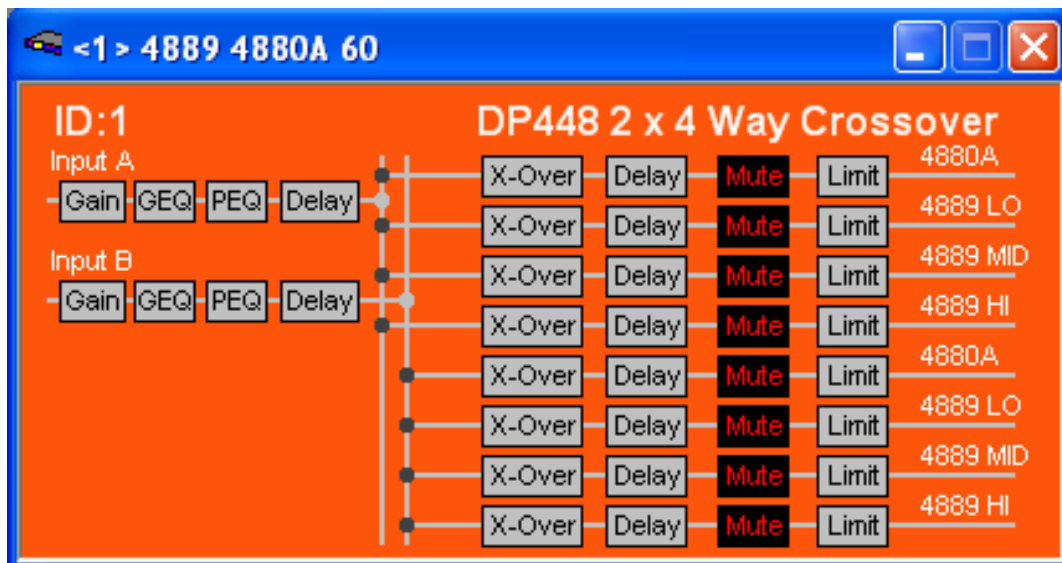 <1> 4889 4880A 60
ID:1
DP448 2 x 4 Way Crossover
Input A
Gain GEQ PEQ Delay
Input B
Gain GEQ PEQ Delay
X-Over Delay Mute Limit 4880A
X-Over Delay Mute Limit 4889 LO
X-Over Delay Mute Limit 4889 MID
X-Over Delay Mute Limit 4889 HI
X-Over Delay Mute Limit 4880A
X-Over Delay Mute Limit 4889 LO
X-Over Delay Mute Limit 4889 MID
X-Over Delay Mute Limit 4889 HI